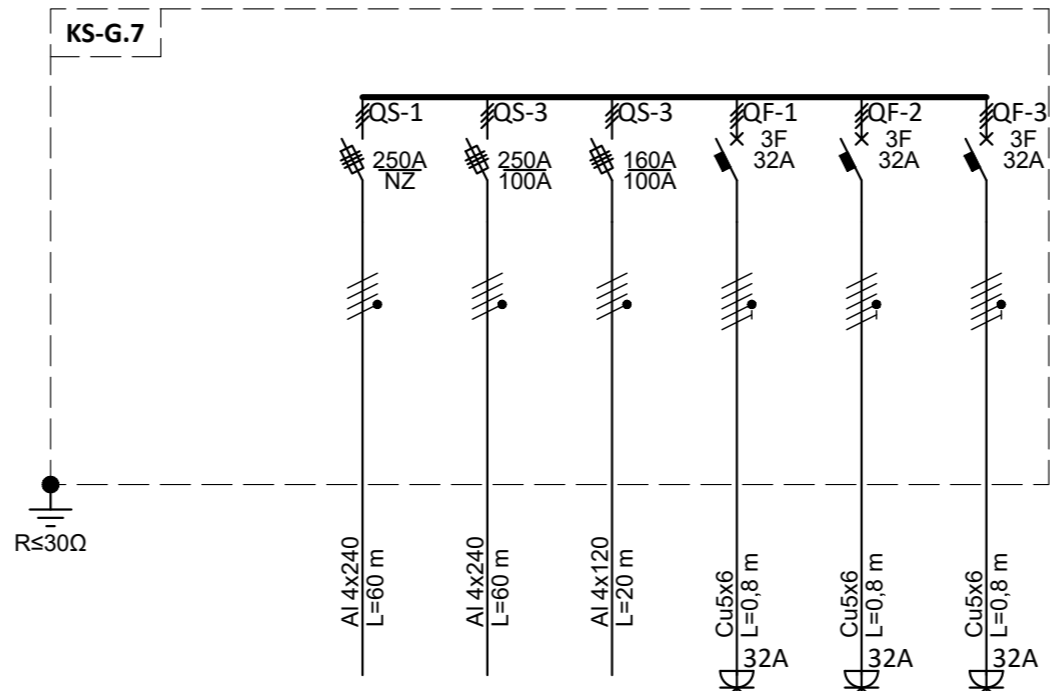 KS-G.7
QS-1
QS-3
QS-3
QF-1
QF-2
QF-3
250A
NZ
250A
100A
160A
100A
3F
32A
3F
32A
3F
32A
R≤30Ω
Al 4x240
L=60 m
Al 4x240
L=60 m
Al 4x120
L=20 m
Cu5x6
L=0,8 m
Cu5x6
L=0,8 m
Cu5x6
L=0,8 m
32A
32A
32A